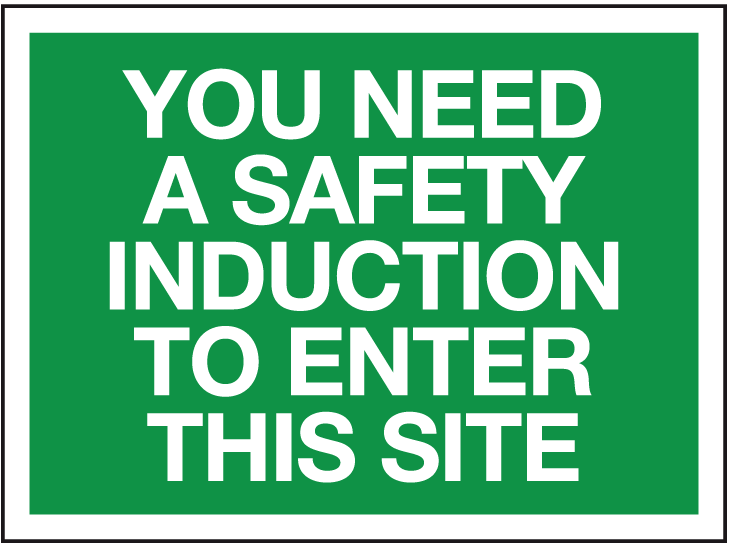 YOU NEED
A SAFETY
INDUCTION
TO ENTER
THIS SITE